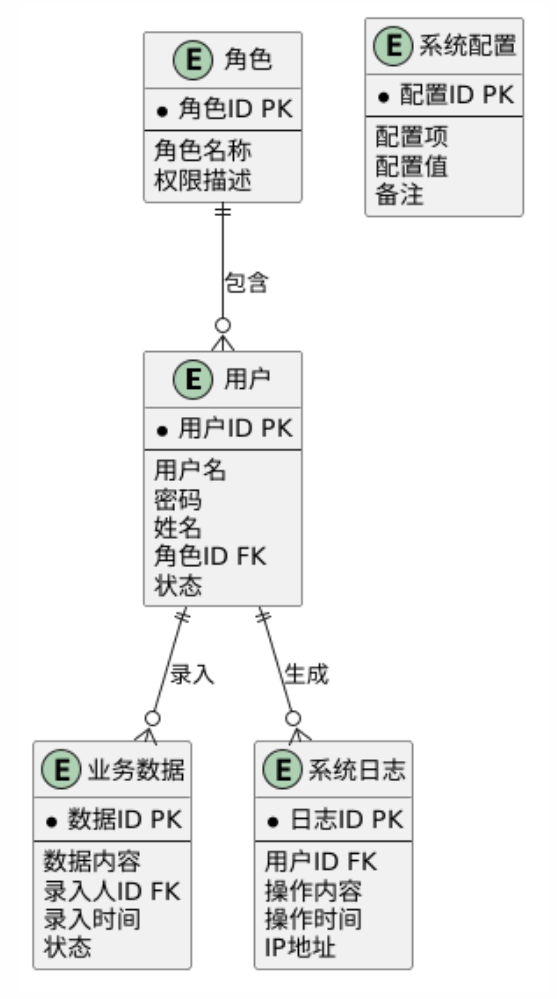 E 角色
角色ID PK
角色名称
权限描述
E 系统配置
配置ID PK
配置项
配置值
备注
包含
E 用户
用户ID PK
用户名
密码
姓名
角色ID FK
状态
录入
生成
E 业务数据
数据ID PK
数据内容
录入人ID FK
录入时间
状态
E 系统日志
日志ID PK
用户ID FK
操作内容
操作时间
IP地址